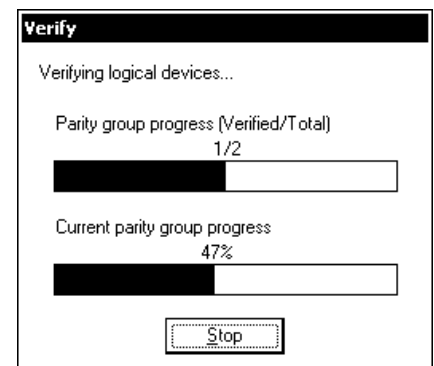 Verify
Verifying logical devices...
Parity group progress (Verified/Total)
1/2
Current parity group progress
47%
Stop